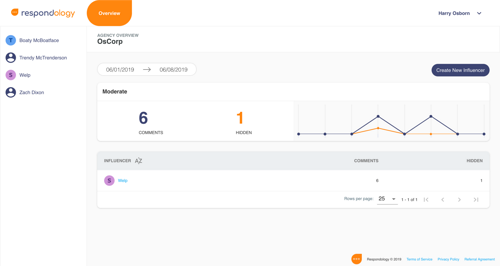 respondology
Overview
Harry Osborn
Boaty McBoatface
Trendy McTrenderson
Welp
Zach Dixon
AGENCY OVERVIEW
OsCorp
06/01/2019
06/08/2019
Create New Influencer
Moderate
6
COMMENTS
1
HIDDEN
INFLUENCER
COMMENTS
HIDDEN
S
Welp
6
1
Rows per page:
25
1 - 1 of 1
Respondology © 2019
Terms of Service
Privacy Policy
Referral Agreement